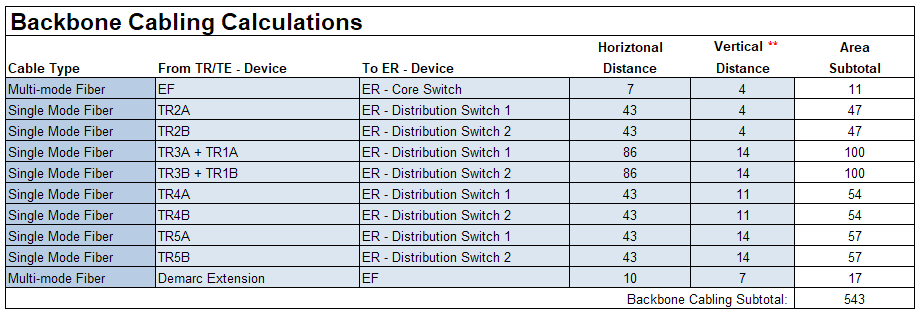 Backbone Cabling Calculations
Horiztonal Vertical ** Area
Cable Type From TR/TE - Device To ER - Device Distance Distance Subtotal
Multi-mode Fiber EF ER - Core Switch 7 4 11
Single Mode Fiber TR2A ER - Distribution Switch 1 43 4 47
Single Mode Fiber TR2B ER - Distribution Switch 2 43 4 47
Single Mode Fiber TR3A + TR1A ER - Distribution Switch 1 86 14 100
Single Mode Fiber TR3B + TR1B ER - Distribution Switch 2 86 14 100
Single Mode Fiber TR4A ER - Distribution Switch 1 43 11 54
Single Mode Fiber TR4B ER - Distribution Switch 2 43 11 54
Single Mode Fiber TR5A ER - Distribution Switch 1 43 14 57
Single Mode Fiber TR5B ER - Distribution Switch 2 43 14 57
Multi-mode Fiber Demarc Extension EF 10 7 17
Backbone Cabling Subtotal: 543